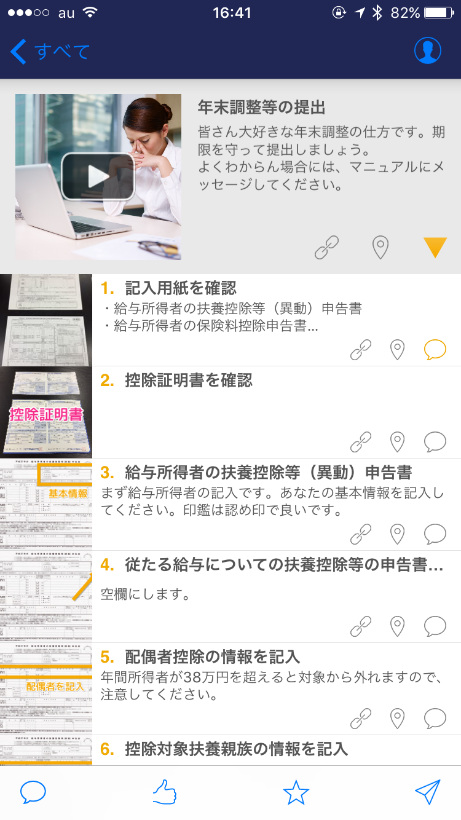 au 16:41 82%
すべて
年末調整等の提出
皆さん大好きな年末調整の仕方です。期
限を守って提出しましょう。
よくわからん場合には、マニュアルにメ
ッセージしてください。
1. 記入用紙を確認
・給与所得者の扶養控除等（異動）申告書
・給与所得者の保険料控除申告書...
2. 控除証明書を確認
控除証明書
3. 給与所得者の扶養控除等（異動）申告書
まず給与所得者の記入です。あなたの基本情報を記入し
てください。印鑑は認め印で良いです。
基本情報
4. 従たる給与についての扶養控除等の申告書...
空欄にします。
5. 配偶者控除の情報を記入
年間所得者が38万円を超えると対象から外れますので、
注意してください。
配偶者を記入
6. 控除対象扶養親族の情報を記入